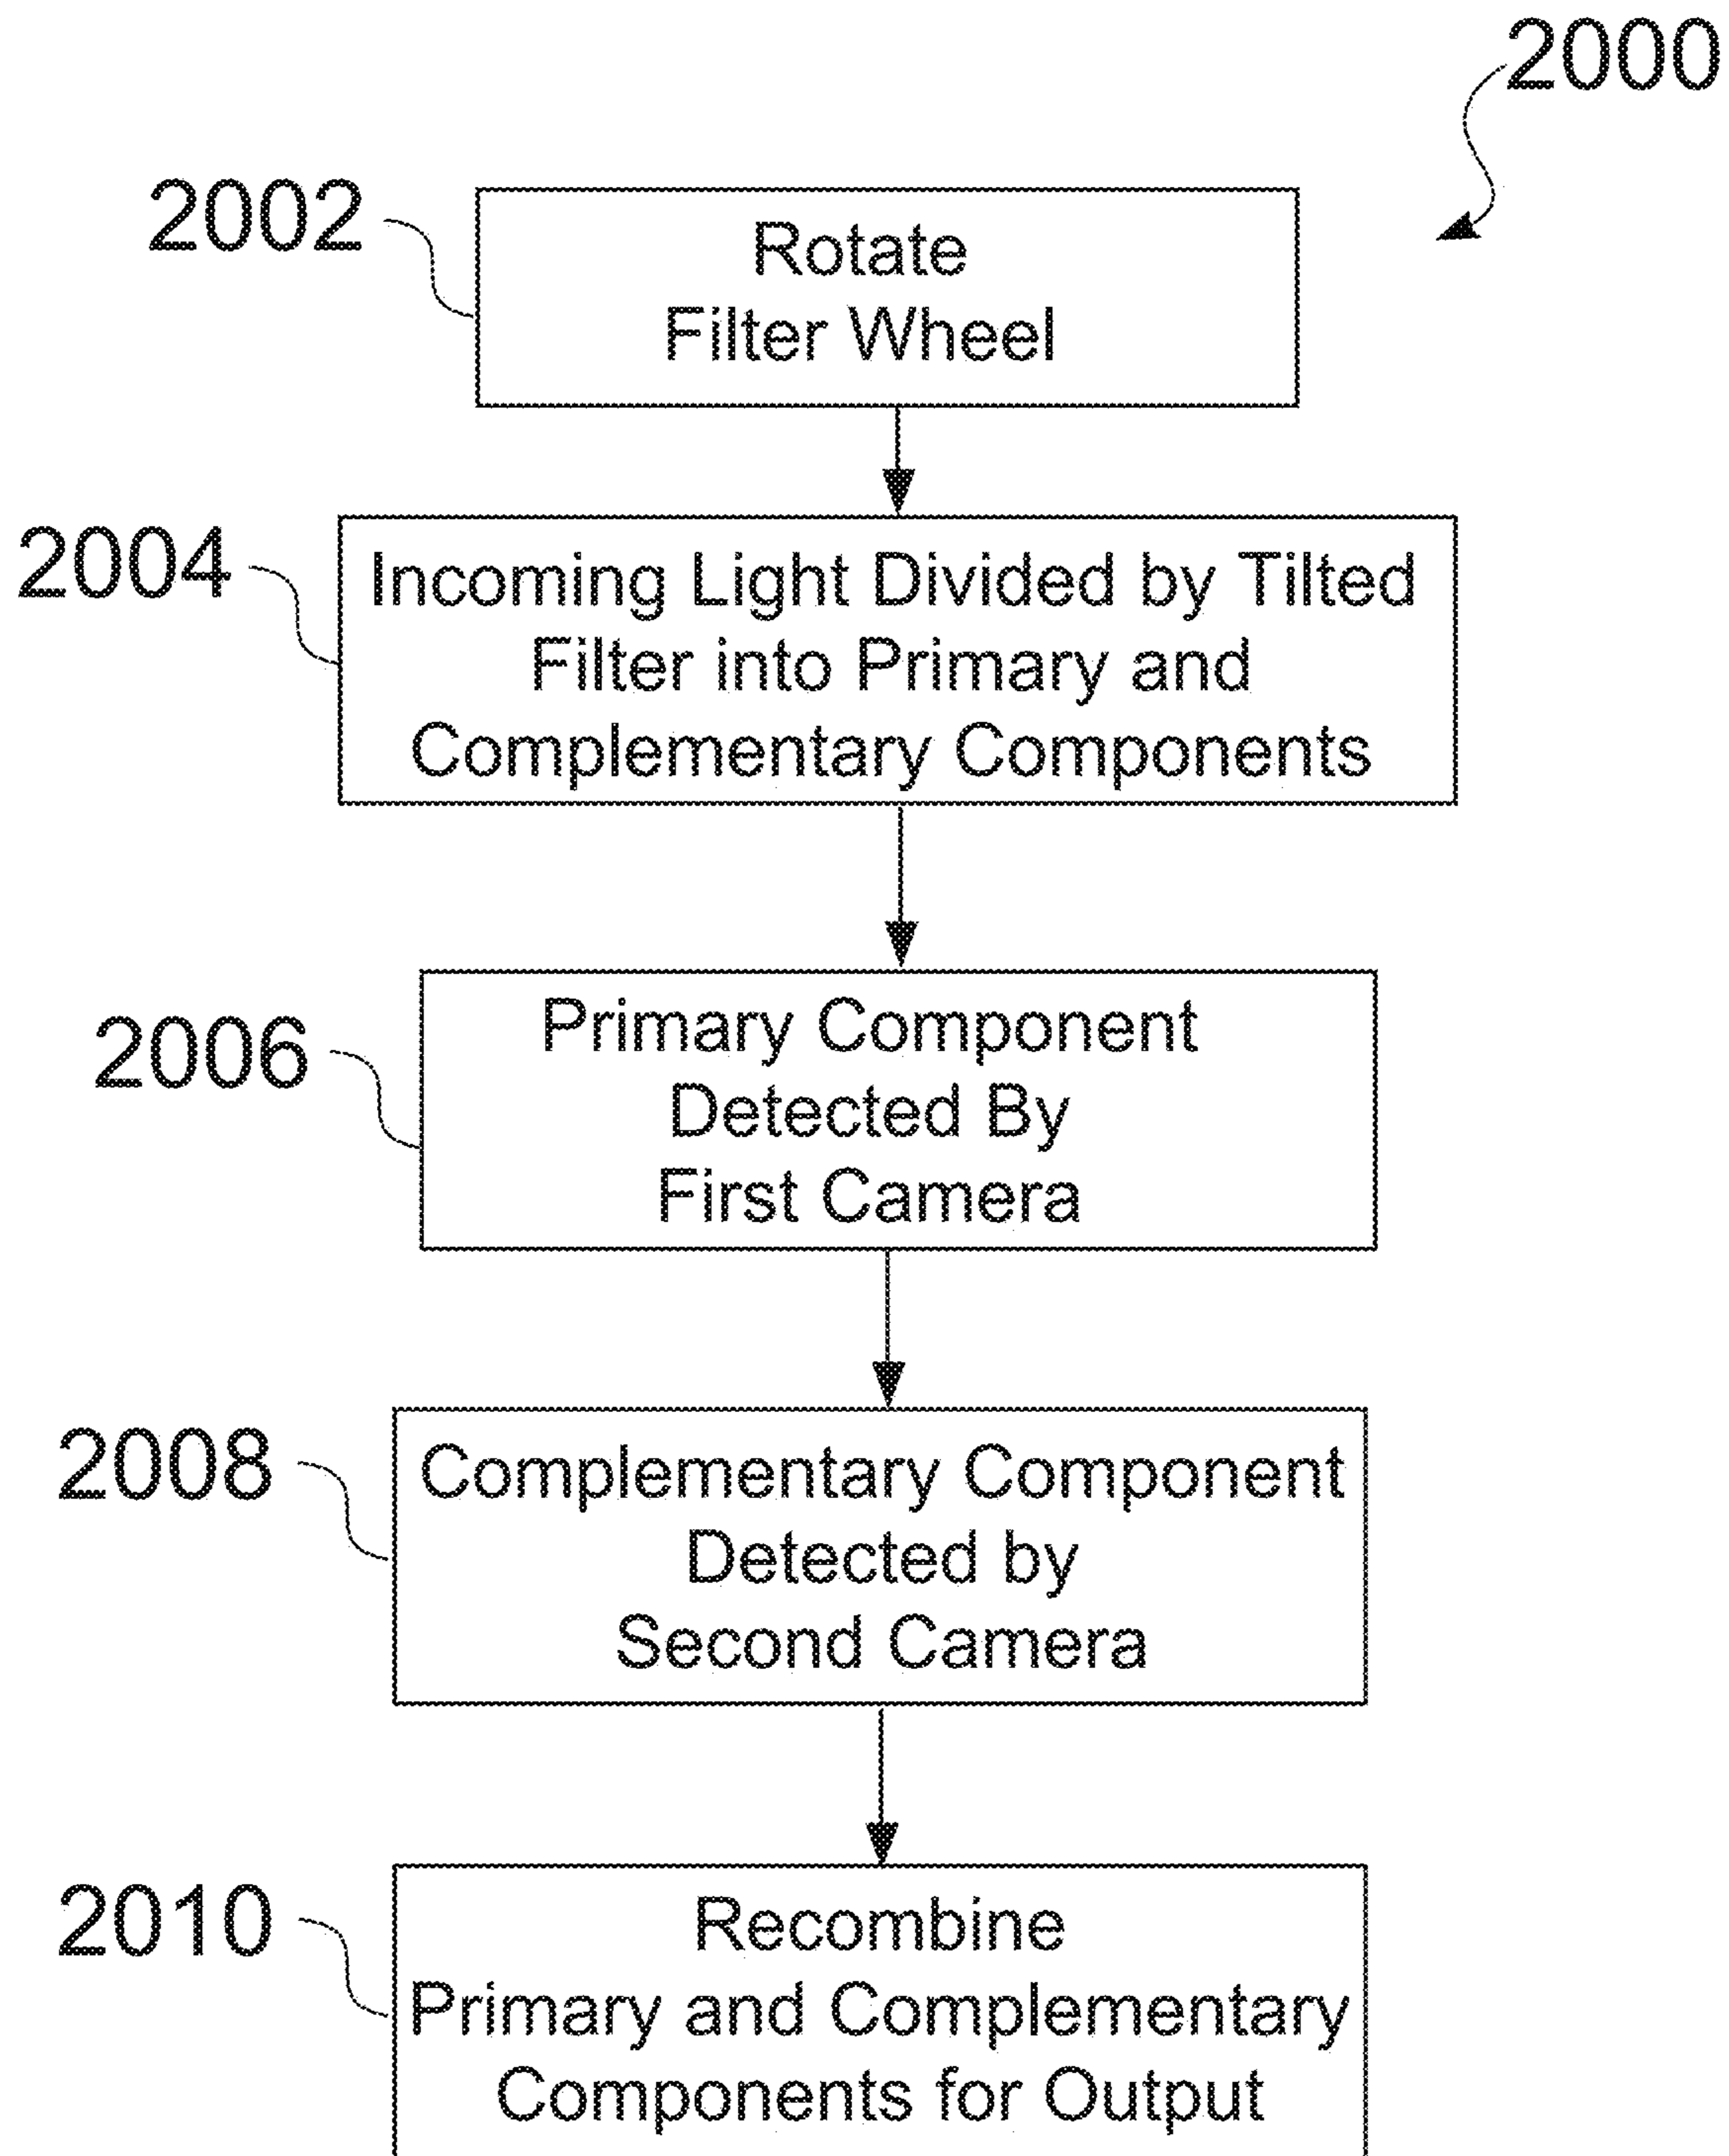 2000
2002
Rotate
Filter Wheel
2004
Incoming Light Divided by Tilted
Filter into Primary and
Complementary Components
2006
Primary Component
Detected By
First Camera
2008
Complementary Component
Detected by
Second Camera
2010
Recombine
Primary and Complementary
Components for Output